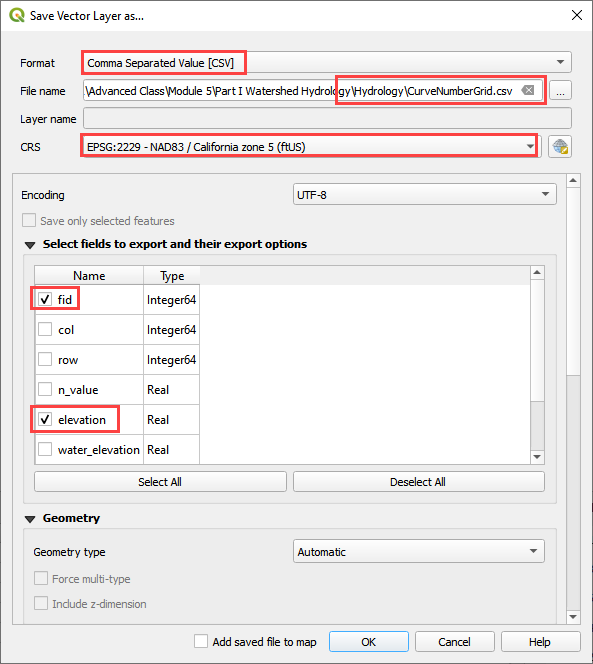 Save Vector Layer as...
Format Comma Separated Value [CSV]
File name \Advanced Class\Module 5\Part I Watershed Hydrology\Hydrology\CurveNumberGrid.csv ...
Layer name
CRS EPSG:2229 - NAD83 / California zone 5 (ftUS)
Encoding UTF-8
Save only selected features
Select fields to export and their export options
Name Type
fid Integer64
col Integer64
row Integer64
n_value Real
elevation Real
water_elevation Real
Select All Deselect All
Geometry
Geometry type Automatic
Force multi-type
Include z-dimension
Add saved file to map OK Cancel Help